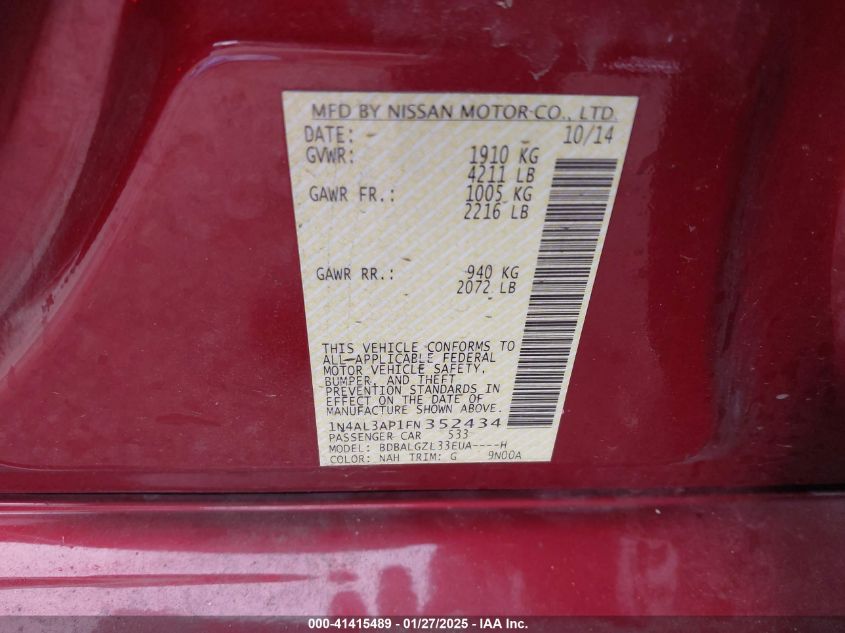 MFD BY NISSAN MOTOR CO., LTD.
DATE: 10/14
GVWR: 1910 KG
4211 LB
GAWR FR.: 1005 KG
2216 LB
GAWR RR.: 940 KG
2072 LB
THIS VEHICLE CONFORMS TO
ALL APPLICABLE FEDERAL
MOTOR VEHICLE SAFETY,
BUMPER, AND THEFT
PREVENTION STANDARDS IN
EFFECT ON THE DATE OF
MANUFACTURE SHOWN ABOVE.
1N4AL3AP1FN352434
PASSENGER CAR 533
MODEL: BDBALGZL33EUA----H
COLOR: NAH TRIM: G 9N00A
000-41415489 | 01/27/2025 - IAA Inc.